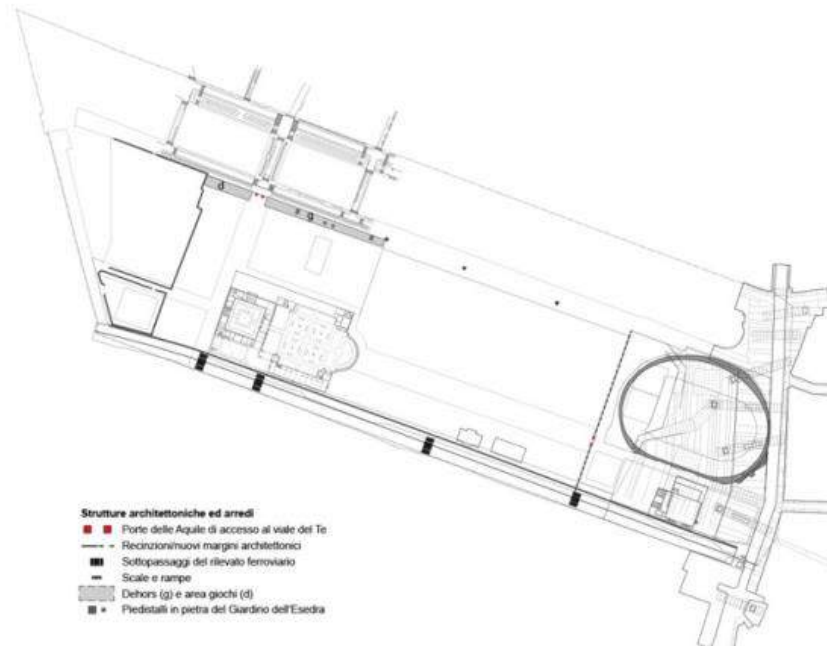 d
g
Strutture architettoniche ed arredi
Porte delle Aquile di accesso al viale del Te
Recinzioni/nuovi margini architettonici
Sottopassaggi del rilevato ferroviario
Scale e rampe
Dehors (g) e area giochi (d)
Piedistalli in pietra del Giardino dell'Esedra